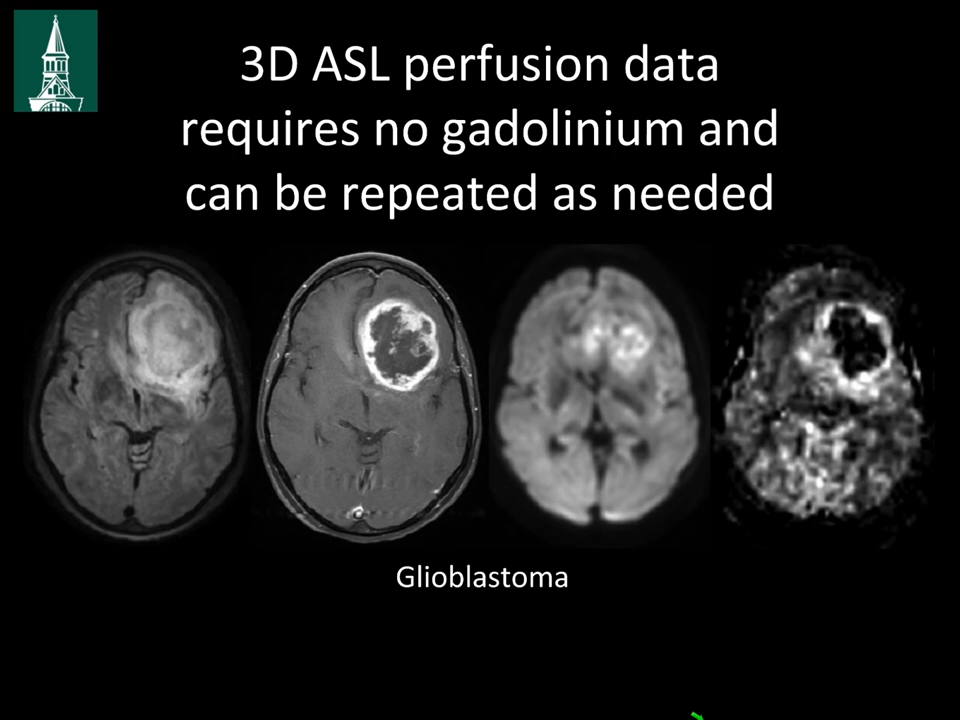 3D ASL perfusion data
requires no gadolinium and
can be repeated as needed
Glioblastoma